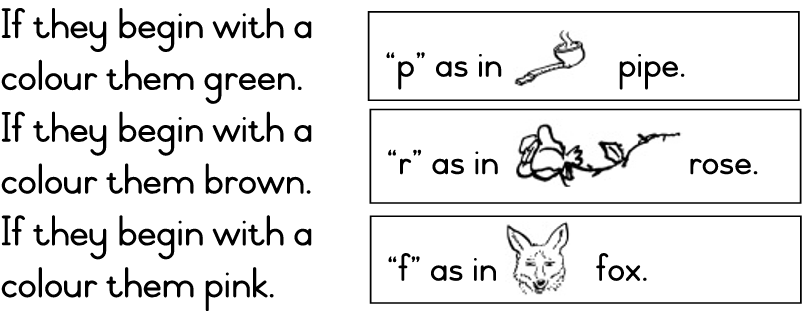 If they begin with a
colour them green.
"p" as in pipe.
If they begin with a
colour them brown.
"r" as in rose.
If they begin with a
colour them pink.
"f" as in fox.